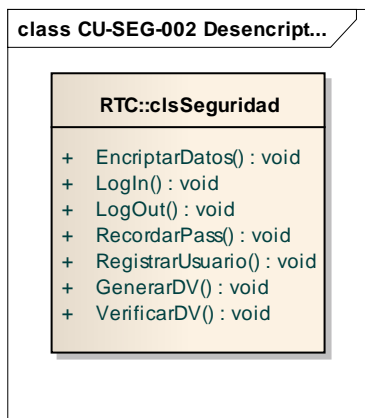 class CU-SEG-002 Desencript...
RTC::clsSeguridad
+ EncriptarDatos() : void
+ LogIn() : void
+ LogOut() : void
+ RecordarPass() : void
+ RegistrarUsuario() : void
+ GenerarDV() : void
+ VerificarDV() : void